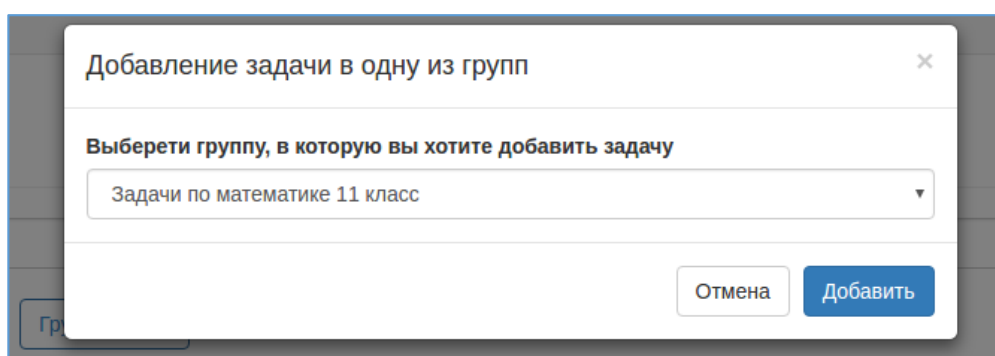 Добавление задачи в одну из групп
×
Выберети группу, в которую вы хотите добавить задачу
Задачи по математике 11 класс
Отмена
Добавить